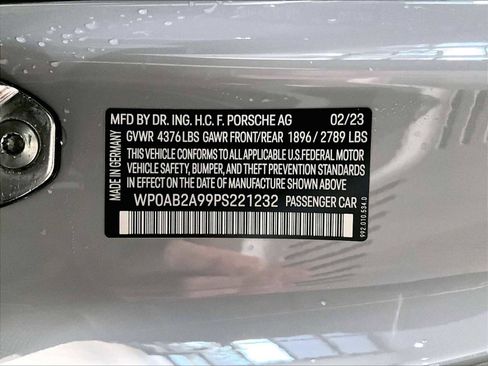 MFD BY DR. ING. H.C. F. PORSCHE AG 02/23
GVWR 4376 LBS GAWR FRONT/REAR 1896 / 2789 LBS
THIS VEHICLE CONFORMS TO ALL APPLICABLE U.S. FEDERAL MOTOR
VEHICLE SAFETY, BUMPER, AND THEFT PREVENTION STANDARDS
IN EFFECT ON THE DATE OF MANUFACTURE SHOWN ABOVE.
WP0AB2A99PS221232 PASSENGER CAR
MADE IN GERMANY
992.010.534.0